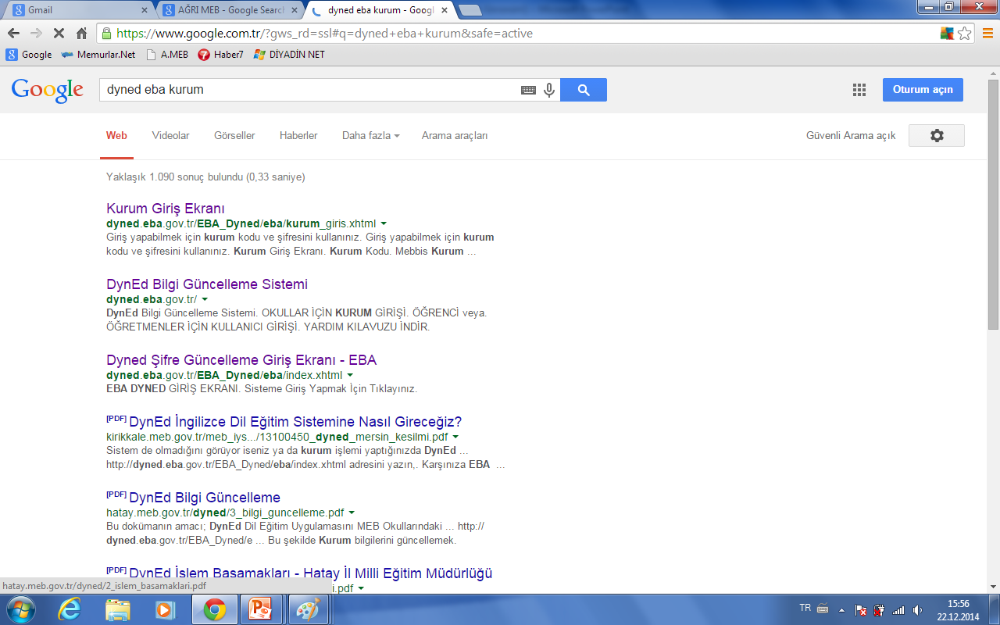 Gmail
AĞRI MEB - Google Search
dyned eba kurum - Googl
https://www.google.com.tr/?gws_rd=ssl#q=dyned+eba+kurum&safe=active
Google
Memurlar.Net
A.MEB
Haber7
DİYADİN NET
Google
dyned eba kurum
Oturum açın
Web
Videolar
Görseller
Haberler
Daha fazla
Arama araçları
Güvenli Arama açık
Yaklaşık 1.090 sonuç bulundu (0,33 saniye)
Kurum Giriş Ekranı
dyned.eba.gov.tr/EBA_Dyned/eba/kurum_giris.xhtml
Giriş yapabilmek için kurum kodu ve şifresini kullanınız. Giriş yapabilmek için kurum
kodu ve şifresini kullanınız. Kurum Giriş Ekranı. Kurum Kodu. Mebbis Kurum ...
DynEd Bilgi Güncelleme Sistemi
dyned.eba.gov.tr/
DynEd Bilgi Güncelleme Sistemi. OKULLAR İÇİN KURUM GİRİŞİ. ÖĞRENCİ veya.
ÖĞRETMENLER İÇİN KULLANICI GİRİŞİ. YARDIM KILAVUZU İNDİR.
Dyned Şifre Güncelleme Giriş Ekranı - EBA
dyned.eba.gov.tr/EBA_Dyned/eba/index.xhtml
EBA DYNED GİRİŞ EKRANI. Sisteme Giriş Yapmak İçin Tıklayınız.
[PDF] DynEd İngilizce Dil Eğitim Sistemine Nasıl Gireceğiz?
kirikkale.meb.gov.tr/meb_iys.../13100450_dyned_mersin_kesilmi.pdf
Sistem de olmadığını görüyor iseniz ya da kurum işlemi yaptığınızda DynEd ...
http://dyned.eba.gov.tr/EBA_Dyned/eba/index.xhtml adresini yazın,. Karşınıza EBA ...
[PDF] DynEd Bilgi Güncelleme
hatay.meb.gov.tr/dyned/3_bilgi_guncelleme.pdf
Bu dokümanın amacı; DynEd Dil Eğitim Uygulamasını MEB Okullarındaki ... http://
dyned.eba.gov.tr/EBA_Dyned/e ... Bu şekilde Kurum bilgilerini güncellemek.
[PDF] DynEd İşlem Basamakları - Hatay İl Milli Eğitim Müdürlüğü
hatay.meb.gov.tr/dyned/2_islem_basamaklari.pdf
i.pdf
TR
15:56
22.12.2014